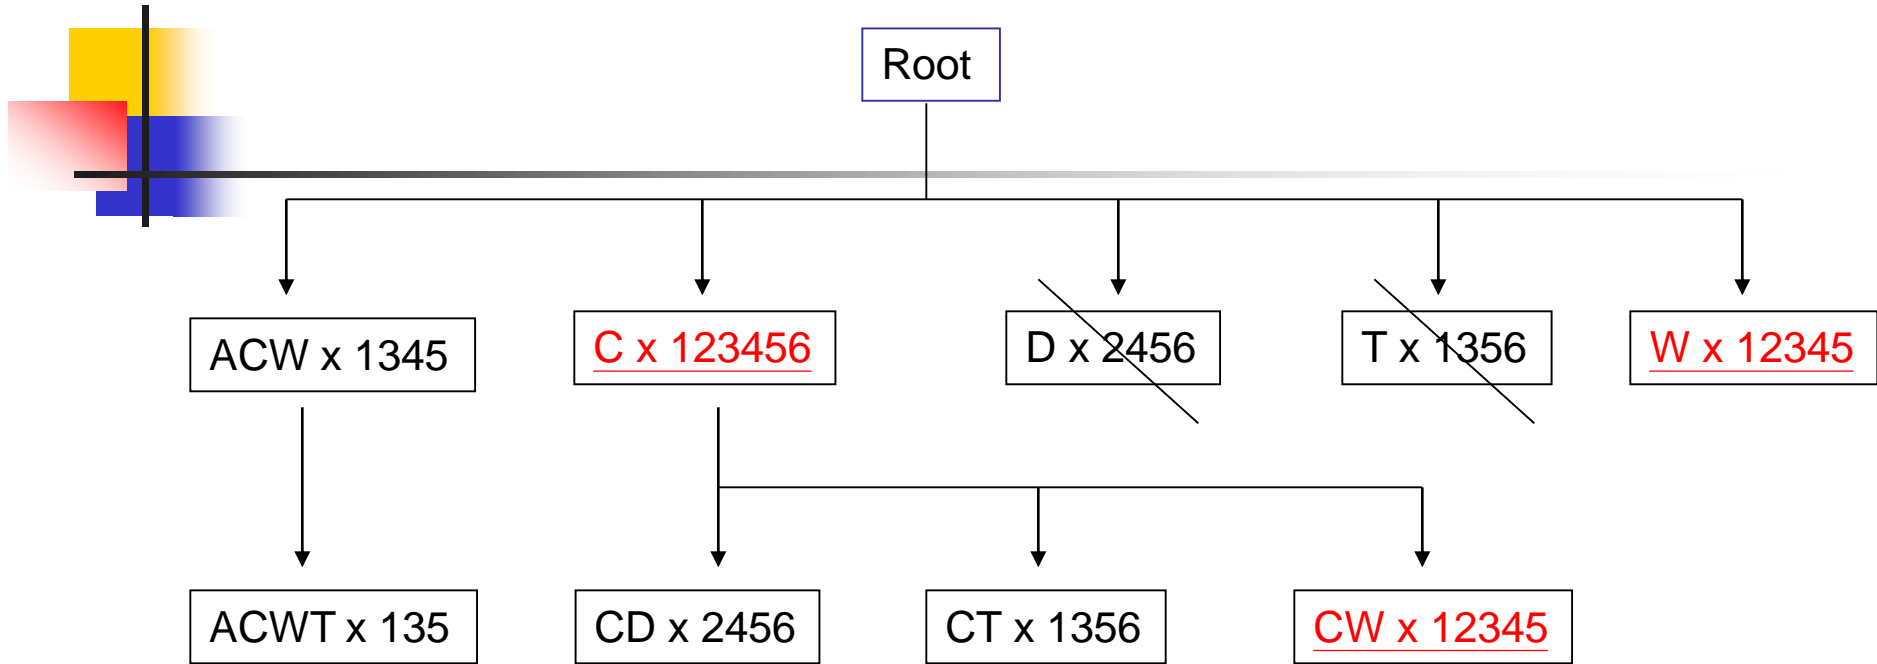 Root
ACW x 1345
C x 123456
D x 2456
T x 1356
W x 12345
ACWT x 135
CD x 2456
CT x 1356
CW x 12345